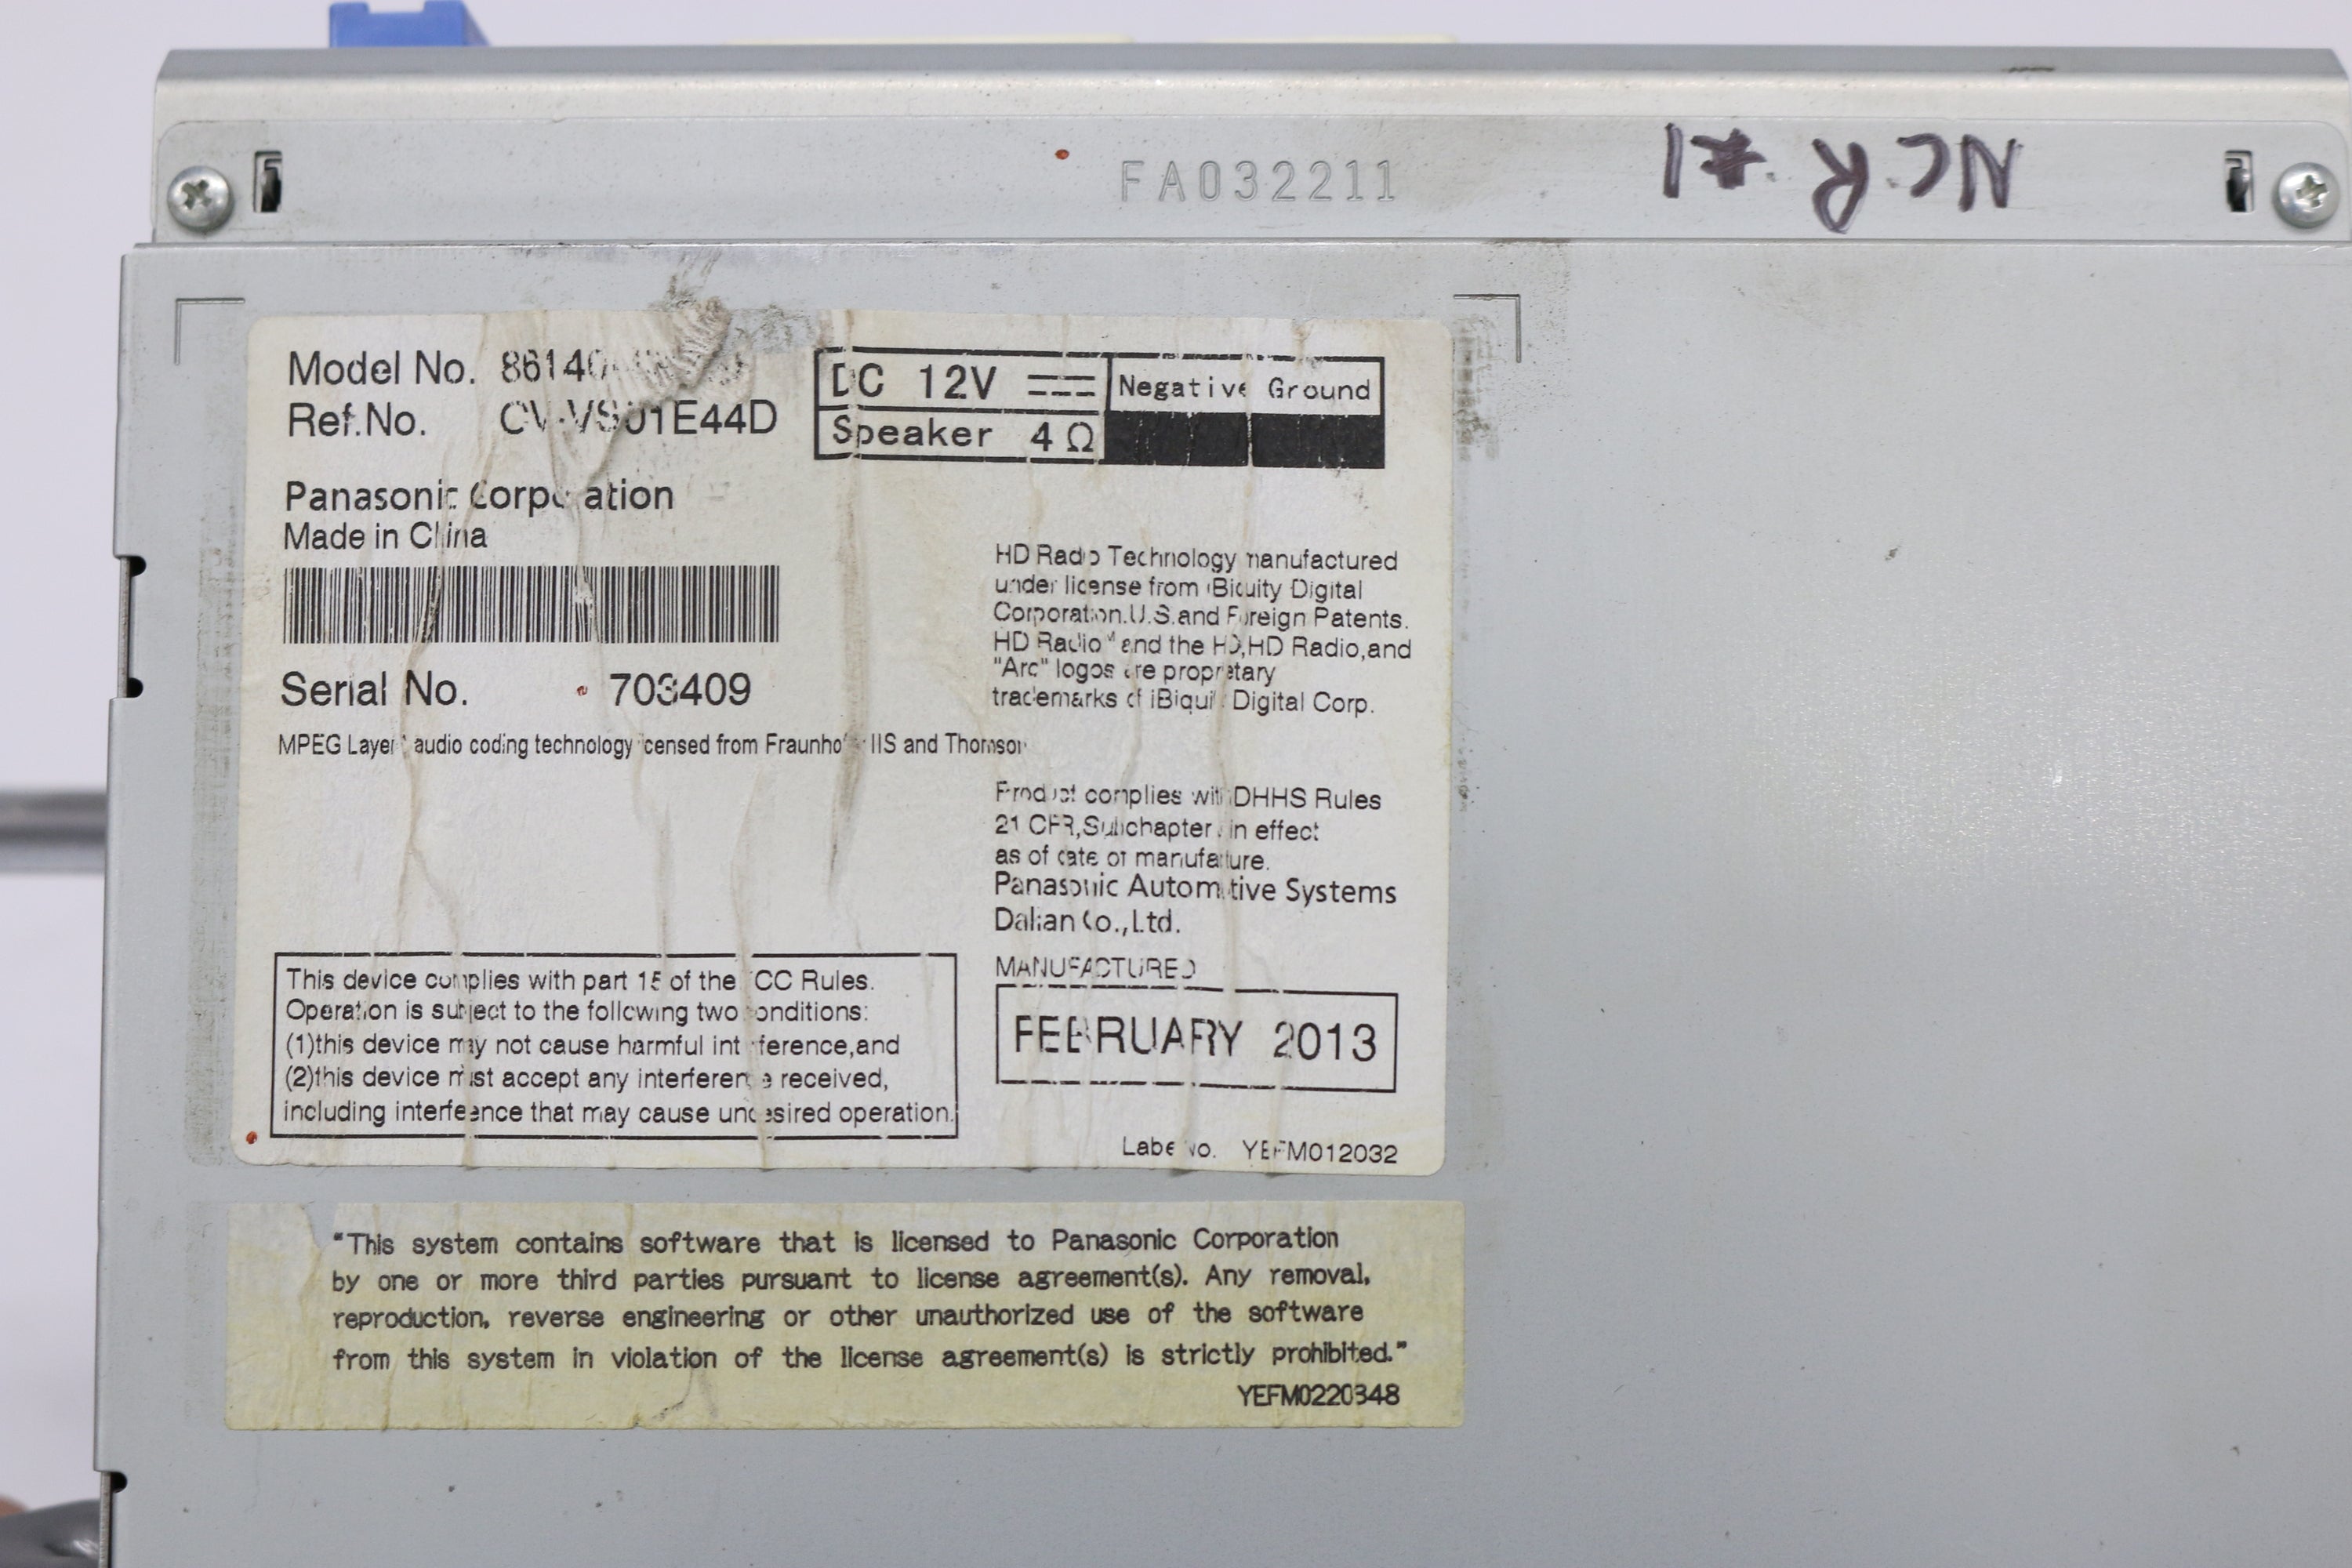 FA032211
NCR #1
Model No. 86140
Ref.No. CV-VS01E44D
DC 12V Negative Ground
Speaker 4Ω
Panasonic Corporation
Made in China
Serial No. 703409
MPEG Layer audio coding technology licensed from Fraunhofer IIS and Thomson
HD Radio Technology manufactured
under license from iBiquity Digital
Corporation.U.S.and Foreign Patents.
HD Radio™ and the HD,HD Radio,and
"Arc" logos are proprietary
trademarks of iBiquity Digital Corp.
Product complies with DHHS Rules
21 CFR,Subchapter in effect
as of date of manufature.
Panasonic Automotive Systems
Dalian Co.,Ltd.
MANUFACTURED
FEBRUARY 2013
This device complies with part 15 of the FCC Rules.
Operation is subject to the following two conditions:
(1)this device may not cause harmful interference,and
(2)this device must accept any interference received,
including interference that may cause undesired operation.
Label No. YEFM012032
"This system contains software that is licensed to Panasonic Corporation
by one or more third parties pursuant to license agreement(s). Any removal,
reproduction, reverse engineering or other unauthorized use of the software
from this system in violation of the license agreement(s) is strictly prohibited."
YEFM0220348